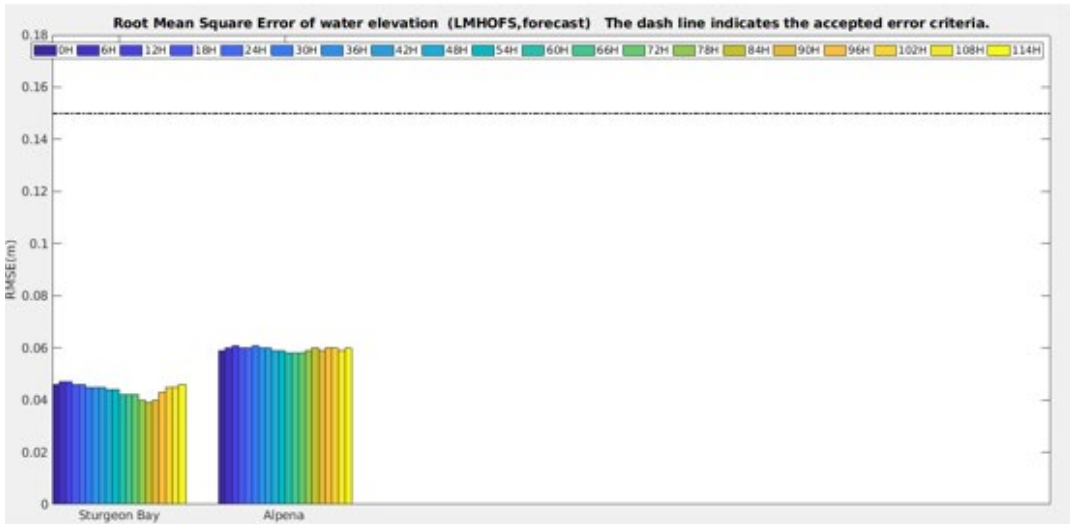 Root Mean Square Error of water elevation (LMHOFS,forecast) The dash line indicates the accepted error criteria.
0.18
0H 6H 12H 18H 24H 30H 36H 42H 48H 54H 60H 66H 72H 78H 84H 90H 96H 102H 108H 114H
0.16
0.14
0.12
0.1
RMSE(m)
0.08
0.06
0.04
0.02
0
Sturgeon Bay Alpena